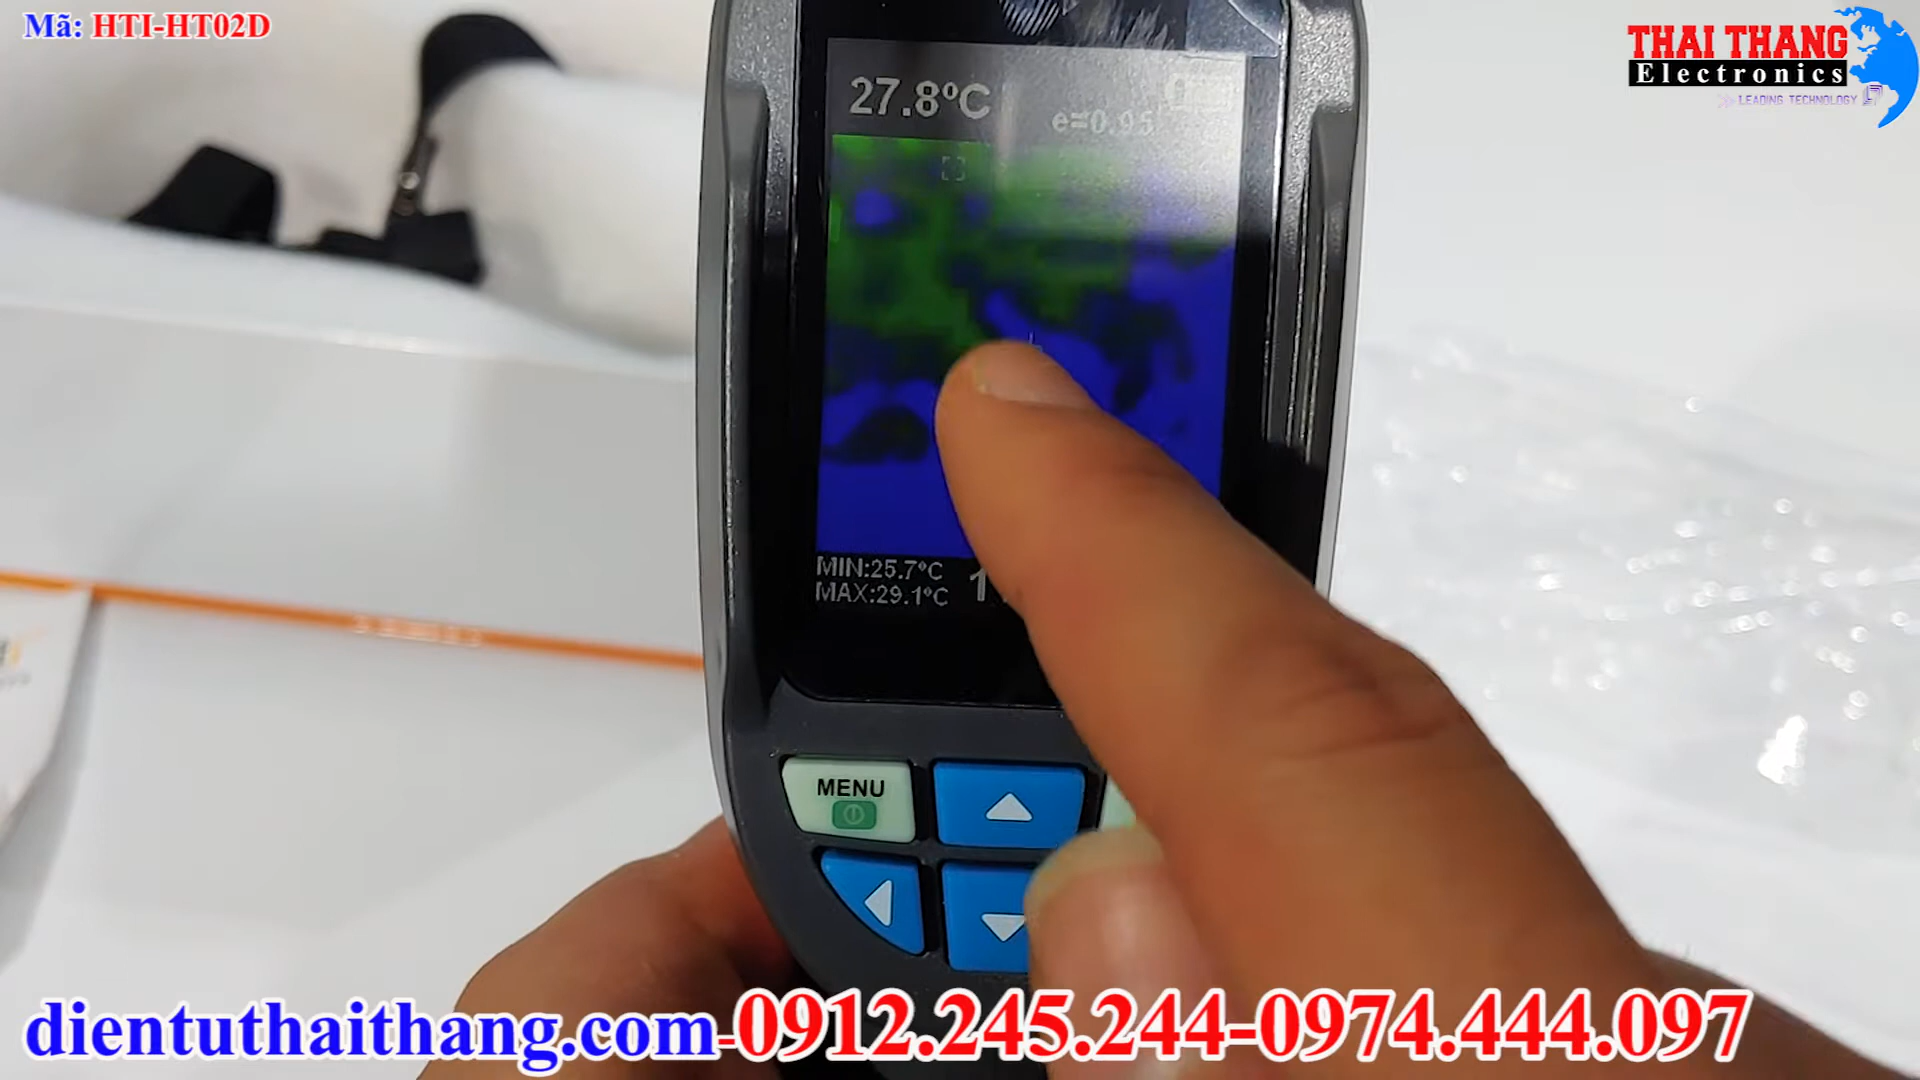 Mã: HTI-HT02D
THAI THANG
Electronics
LEADING TECHNOLOGY
27.8°C
e=0.95
MIN:25.7°C
MAX:29.1°C
MENU
dientuthaithang.com-0912.245.244-0974.444.097